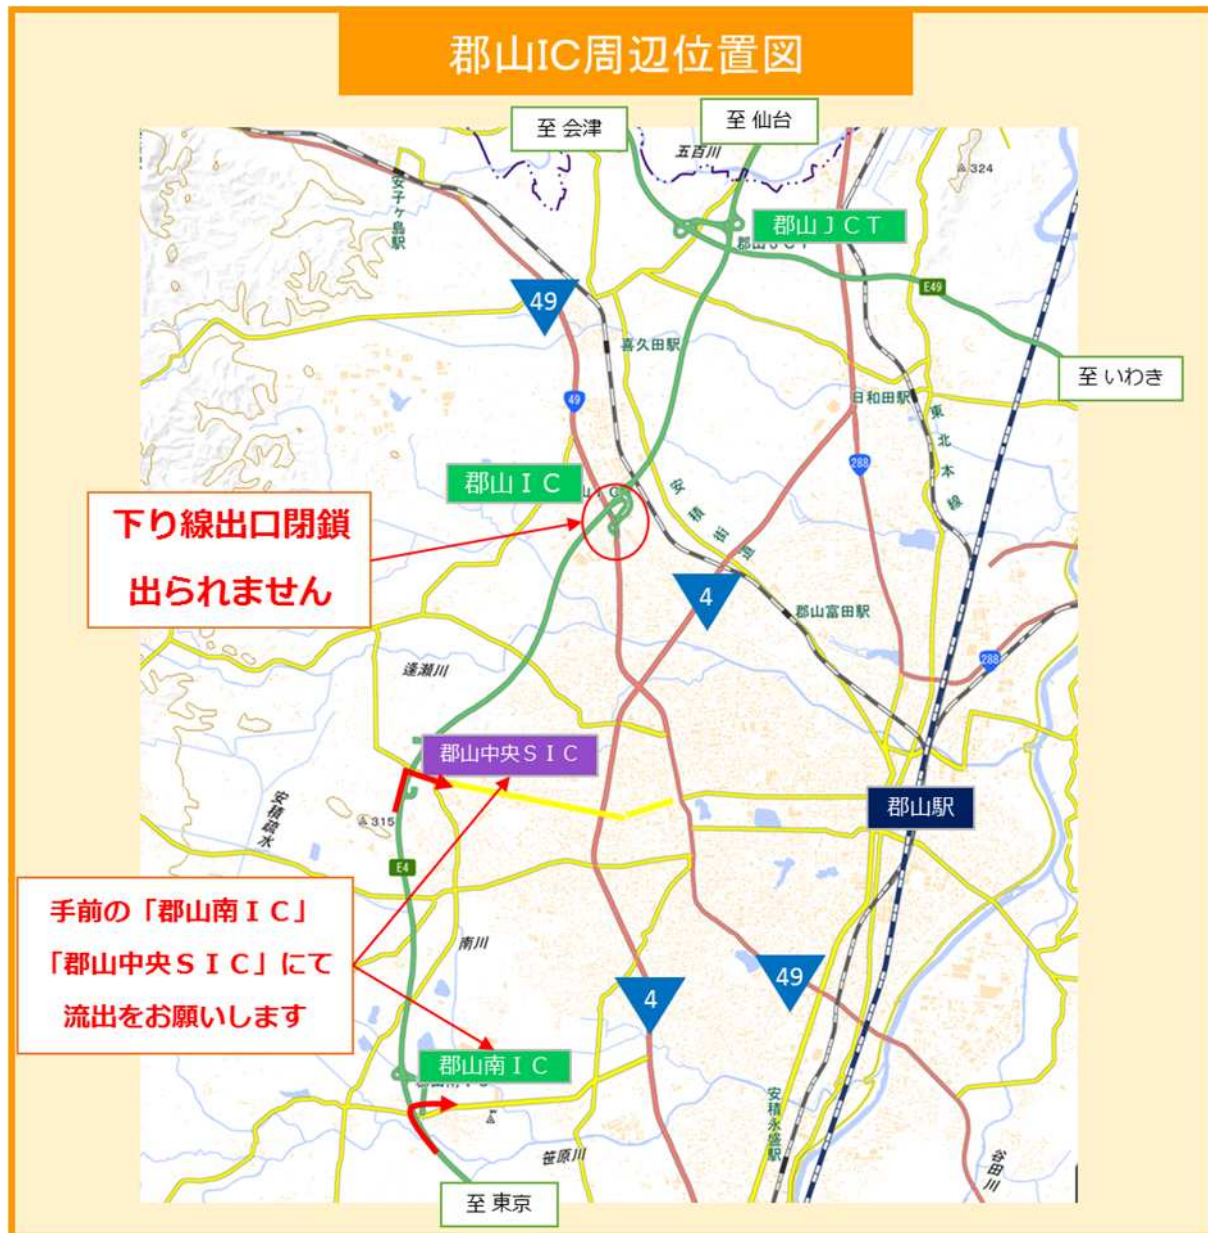 郡山IC周辺位置図
至 会津
至 仙台
五百川
324
安子ヶ島駅
郡山ＪＣＴ
E49
49
喜久田駅
至 いわき
49
日和田駅
東北本線
288
郡山ＩＣ
安積街道
下り線出口閉鎖
出られません
4
郡山富田駅
288
逢瀬川
郡山中央ＳＩＣ
安積疏水
315
郡山駅
E4
手前の「郡山南ＩＣ」
「郡山中央ＳＩＣ」にて
流出をお願いします
南川
49
4
郡山南ＩＣ
安積永盛駅
笹原川
谷田川
至 東京